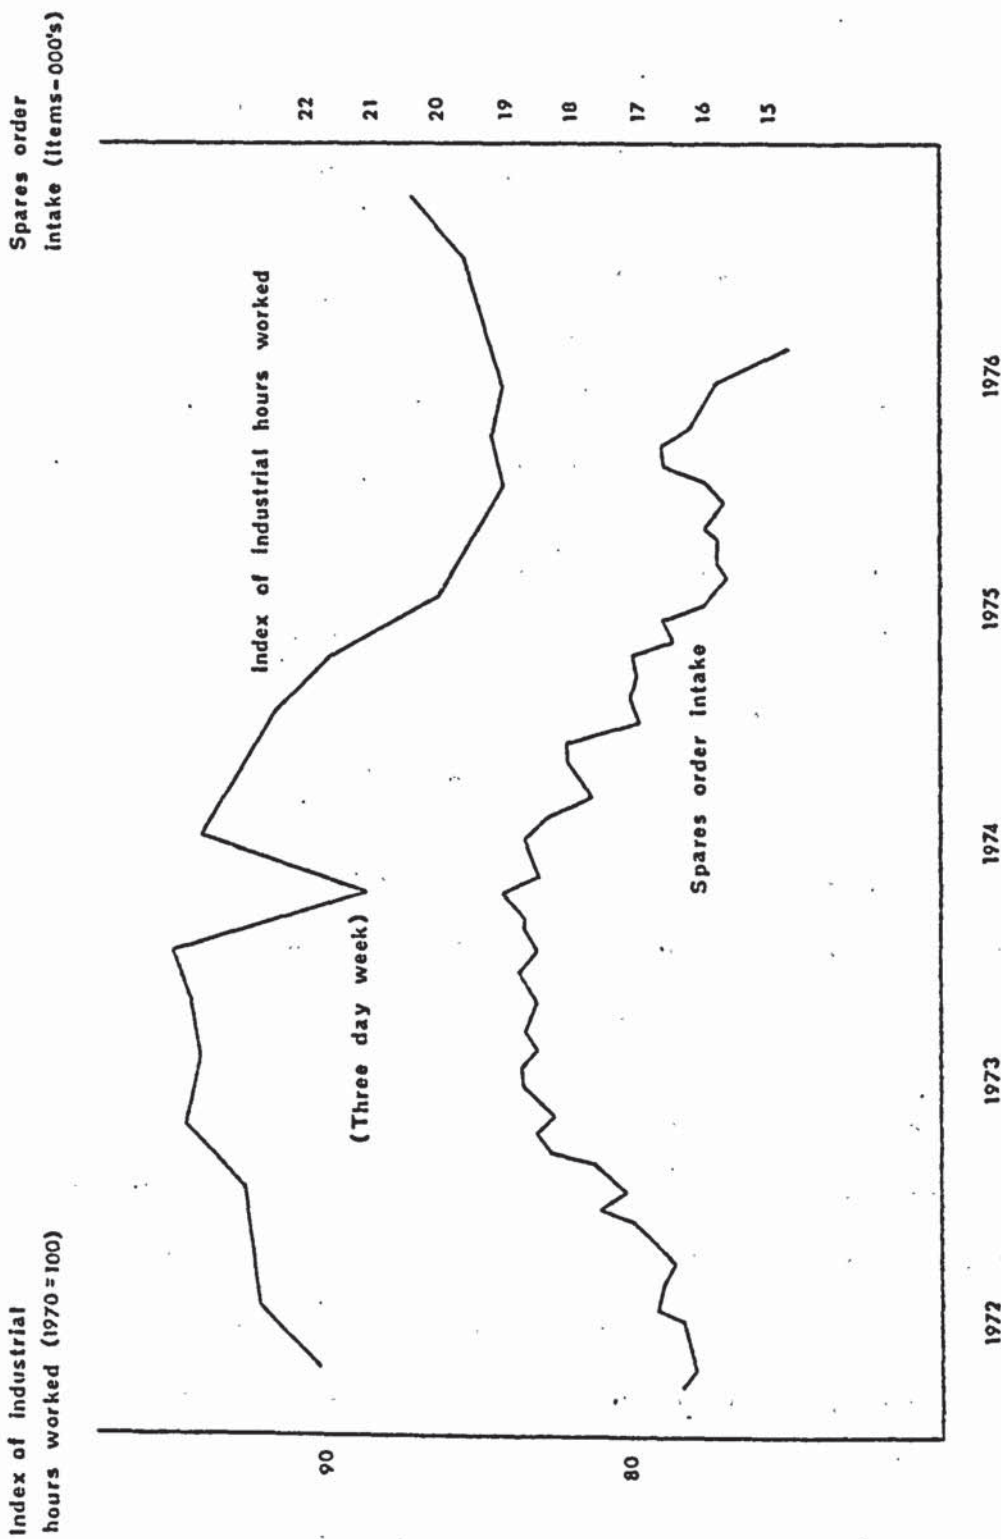 Index of industrial
hours worked (1970=100)
Spares order
intake (items-000's)
90
80
22
21
20
19
18
17
16
15
Index of industrial hours worked
(Three day week)
Spares order intake
1972
1973
1974
1975
1976